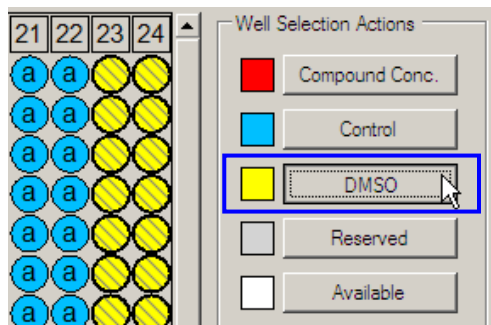 21 22 23 24
Well Selection Actions
a a
Compound Conc.
a a
Control
a a
a a
DMSO
a a
Reserved
a a
Available
a a